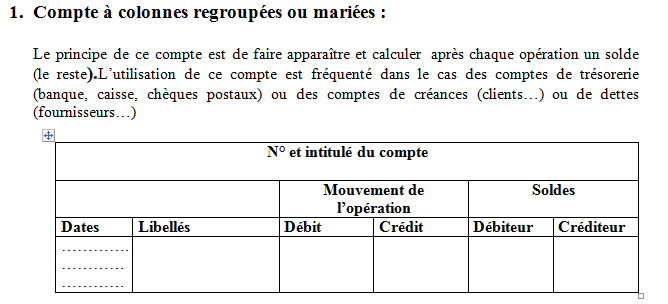 1. Compte à colonnes regroupées ou mariées :
Le principe de ce compte est de faire apparaître et calculer après chaque opération un solde
(le reste).L'utilisation de ce compte est fréquenté dans le cas des comptes de trésorerie
(banque, caisse, chèques postaux) ou des comptes de créances (clients…) ou de dettes
(fournisseurs…)
N° et intitulé du compte
Mouvement de Soldes
l'opération
Dates Libellés Débit Crédit Débiteur Créditeur
………….
…………
…………